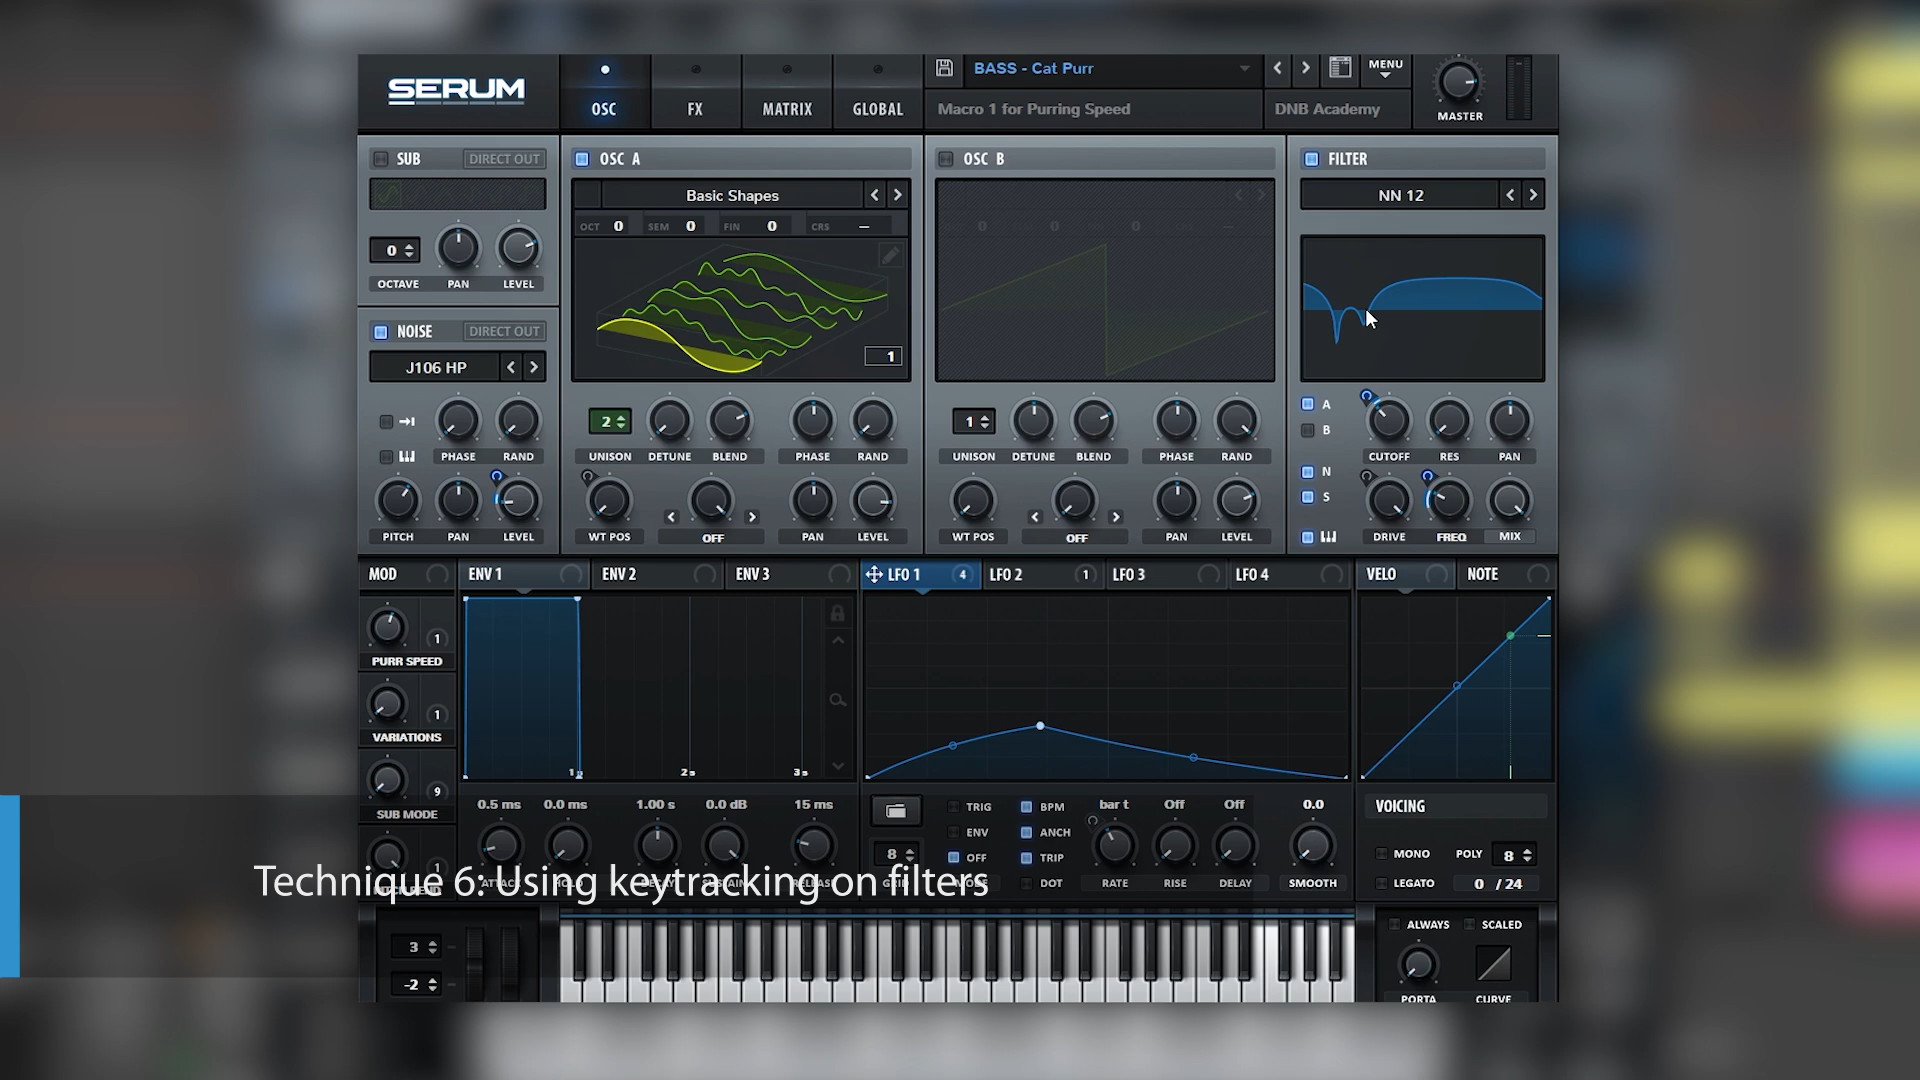 SERUM
OSC
FX
MATRIX
GLOBAL
BASS - Cat Purr
MENU
Macro 1 for Purring Speed
DNB Academy
MASTER
SUB
DIRECT OUT
0
OCTAVE PAN LEVEL
NOISE
DIRECT OUT
J106 HP
PHASE RAND
PITCH PAN LEVEL
OSC A
Basic Shapes
OCT 0 SEM 0 FIN 0 CRS –
1
2
UNISON DETUNE BLEND PHASE RAND
WT POS OFF PAN LEVEL
OSC B
1
UNISON DETUNE BLEND PHASE RAND
WT POS OFF PAN LEVEL
FILTER
NN 12
A
B
CUTOFF RES PAN
N
S
DRIVE FREQ MIX
MOD ENV 1 ENV 2 ENV 3 LFO 1 4 LFO 2 1 LFO 3 LFO 4 VELO NOTE
1
PURR SPEED
1
VARIATIONS
9
SUB MODE
1
1s 2s 3s
0.5 ms 0.0 ms 1.00 s 0.0 dB 15 ms
TRIG BPM bar t Off Off 0.0
ENV ANCH
8 OFF TRIP
DOT RATE RISE DELAY SMOOTH
VOICING
MONO POLY 8
LEGATO 0 / 24
Technique 6: Using keytracking on filters
3
-2
ALWAYS SCALED
PORTA CURVE